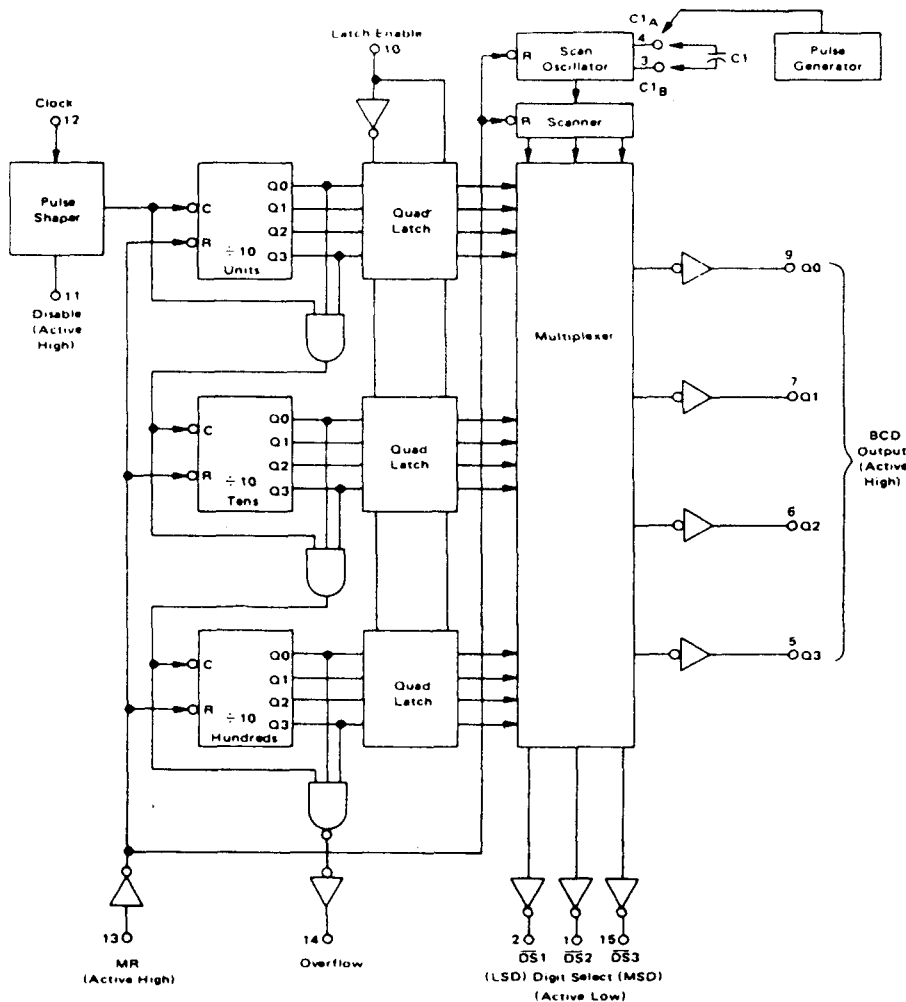 Latch Enable
10
C1A
4
3
C1
C1B
R
Scan
Oscillator
Pulse
Generator
R
Scanner
Clock
12
Pulse
Shaper
11
Disable
(Active
High)
C
R
÷10
Units
Q0
Q1
Q2
Q3
Quad
Latch
Multiplexer
9
Q0
7
Q1
6
Q2
5
Q3
BCD
Output
(Active
High)
C
R
÷10
Tens
Q0
Q1
Q2
Q3
Quad
Latch
C
R
÷10
Hundreds
Q0
Q1
Q2
Q3
Quad
Latch
13
MR
(Active High)
14
Overflow
2 1 15
DS1 DS2 DS3
(LSD) Digit Select (MSD)
(Active Low)